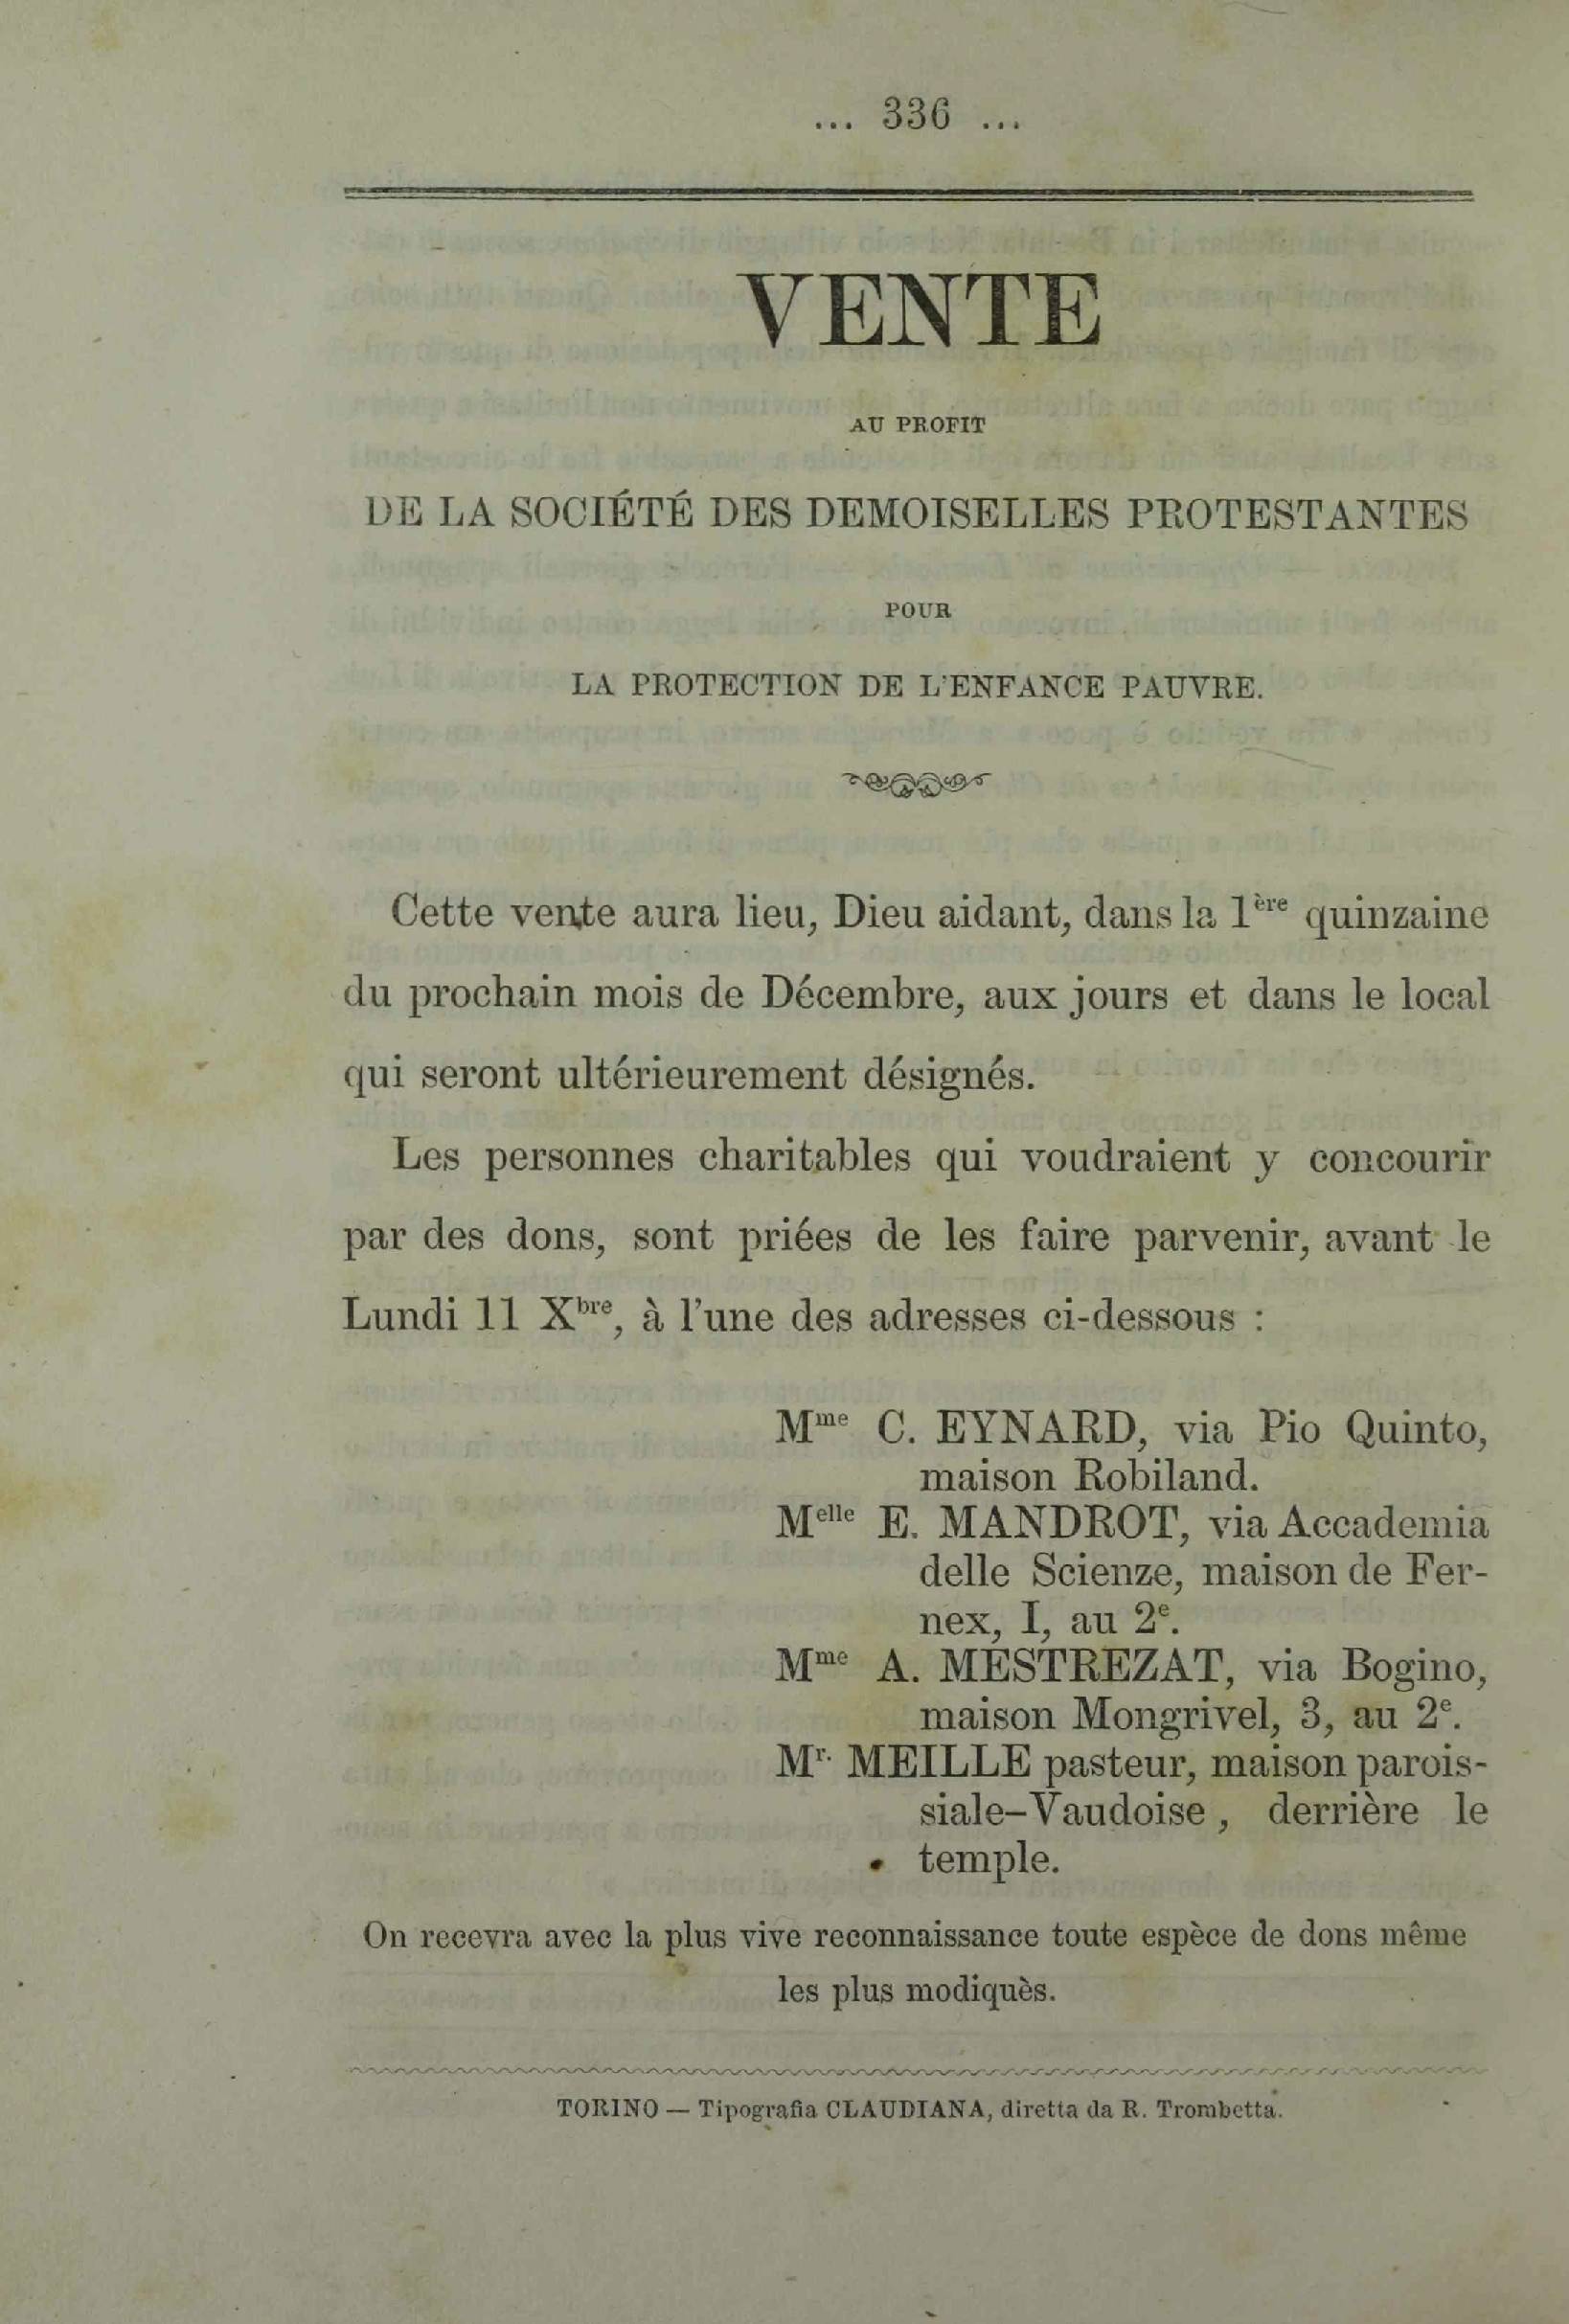 ... 336 ...
VENTE
AU PROFIT
DE LA SOCIÉTÉ DES DEMOISELLES PROTESTANTES
POUR
LA PROTECTION DE L'ENFANCE PAUVRE.
Cette vente aura lieu, Dieu aidant, dans la 1ère quinzaine
du prochain mois de Décembre, aux jours et dans le local
qui seront ultérieurement désignés.
Les personnes charitables qui voudraient y concourir
par des dons, sont priées de les faire parvenir, avant le
Lundi 11 Xbre, à l'une des adresses ci-dessous :
Mme C. EYNARD, via Pio Quinto,
maison Robiland.
Melle E. MANDROT, via Accademia
delle Scienze, maison de Fer-
nex, I, au 2e.
Mme A. MESTREZAT, via Bogino,
maison Mongrivel, 3, au 2e.
Mr. MEILLE pasteur, maison parois-
siale-Vaudoise, derrière le
temple.
On recevra avec la plus vive reconnaissance toute espèce de dons même
les plus modiquès.
TORINO — Tipografia CLAUDIANA, diretta da R. Trombetta.